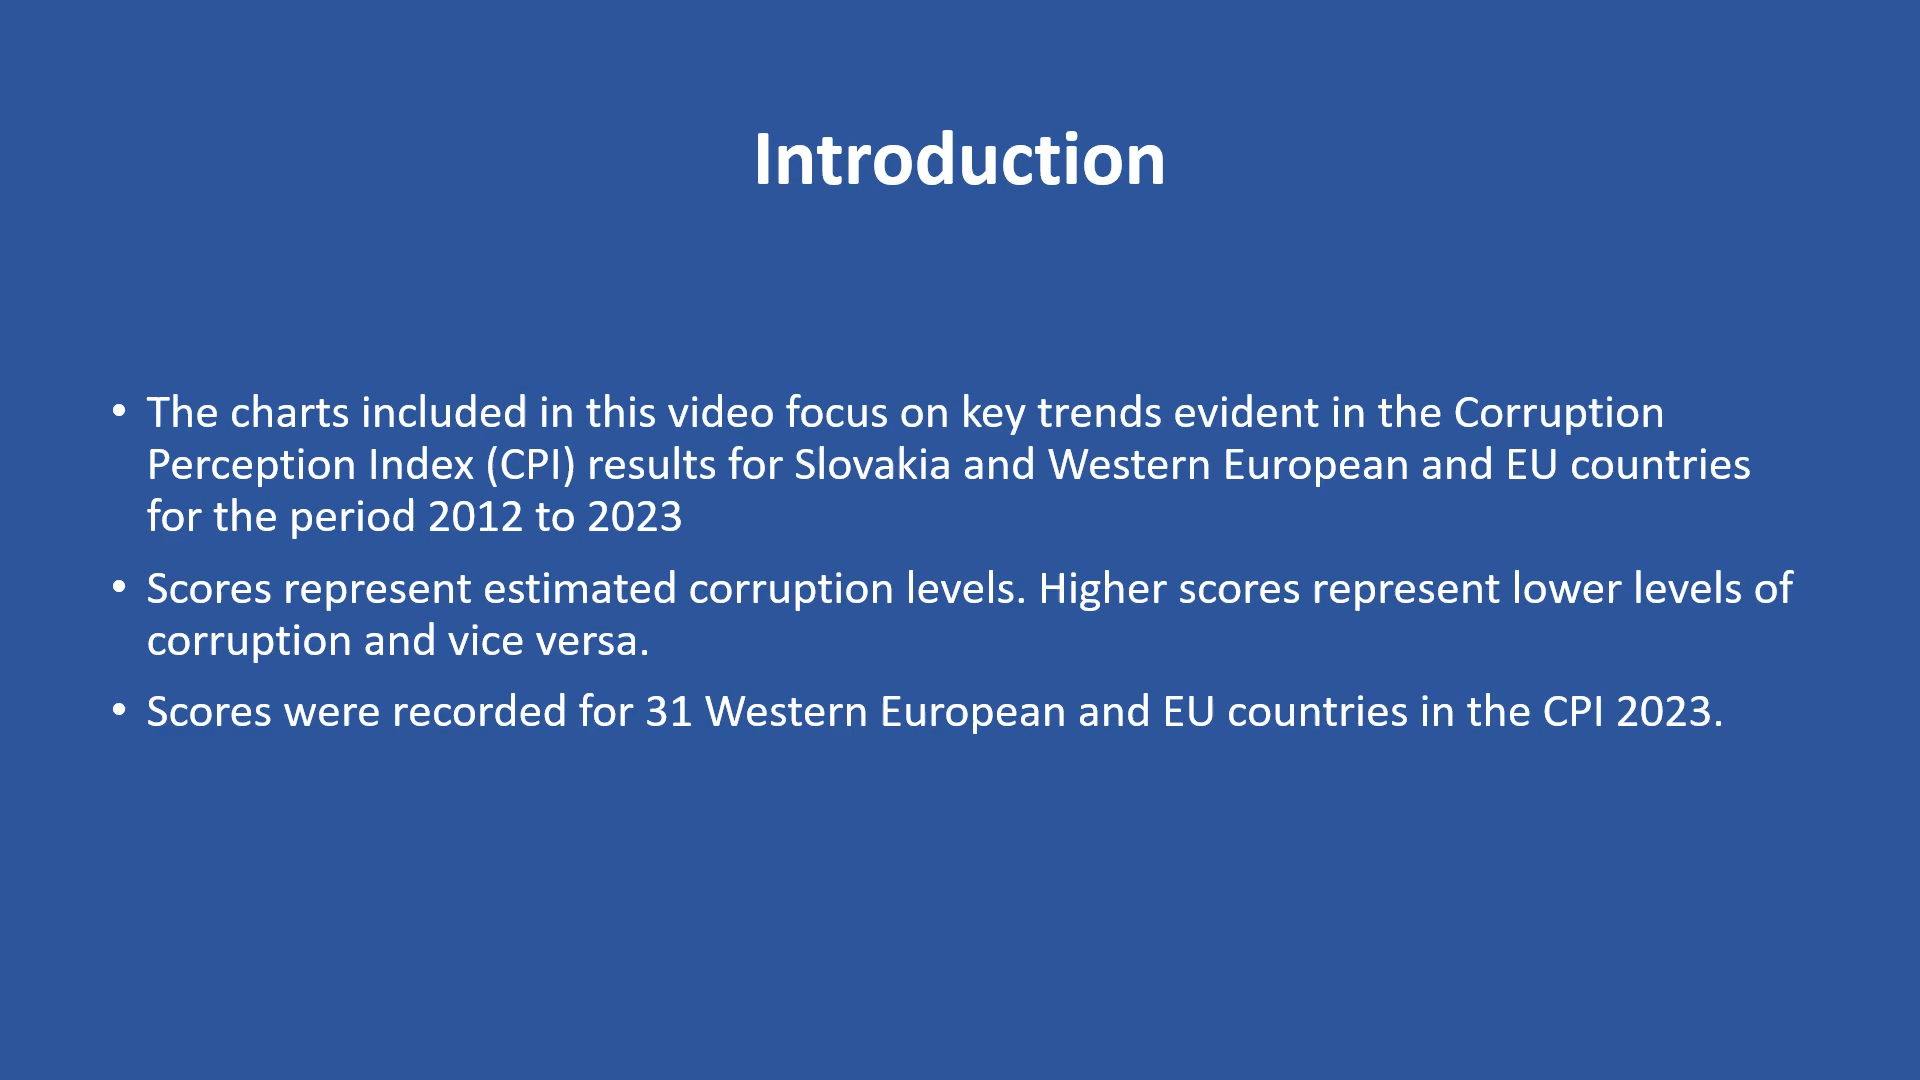 Introduction
• The charts included in this video focus on key trends evident in the Corruption
Perception Index (CPI) results for Slovakia and Western European and EU countries
for the period 2012 to 2023
• Scores represent estimated corruption levels. Higher scores represent lower levels of
corruption and vice versa.
• Scores were recorded for 31 Western European and EU countries in the CPI 2023.